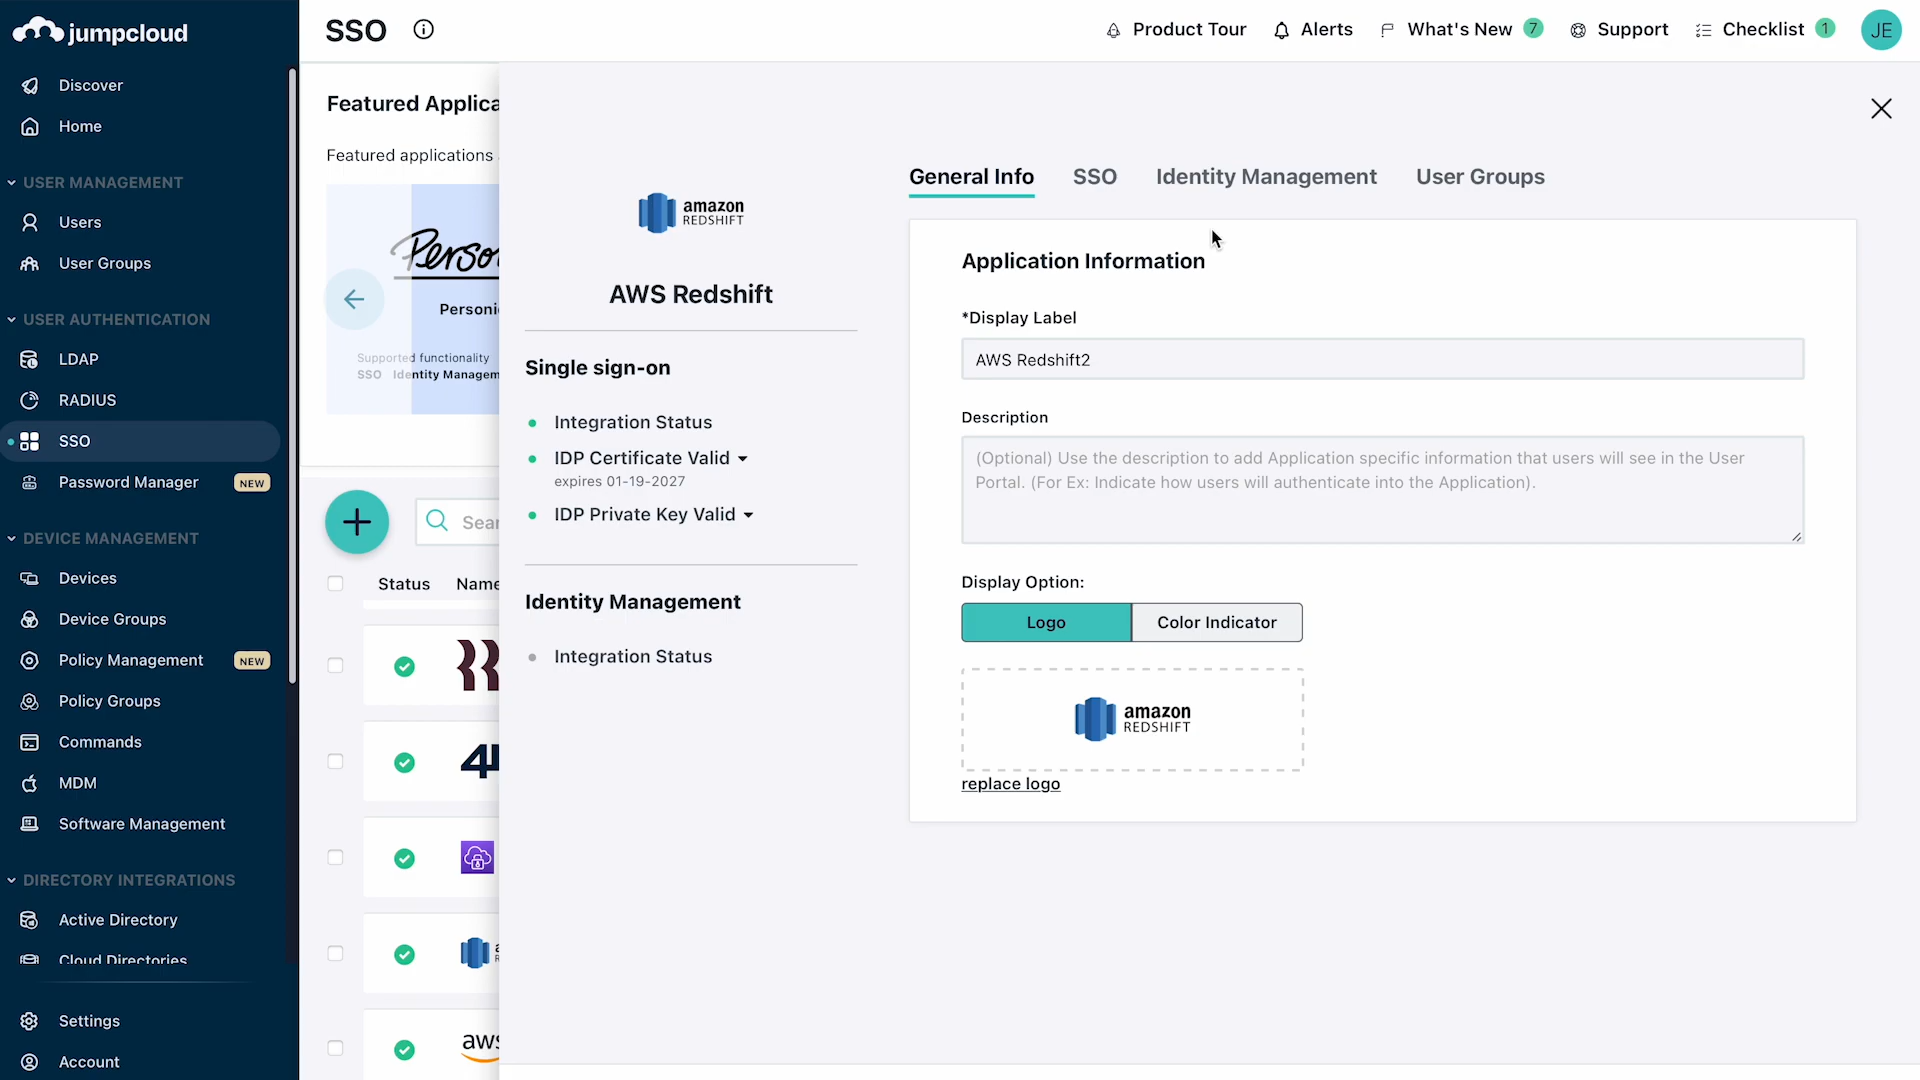 jumpcloud
Discover
Home
USER MANAGEMENT
Users
User Groups
USER AUTHENTICATION
LDAP
RADIUS
SSO
Password Manager NEW
DEVICE MANAGEMENT
Devices
Device Groups
Policy Management NEW
Policy Groups
Commands
MDM
Software Management
DIRECTORY INTEGRATIONS
Active Directory
Cloud Directories
Settings
Account
SSO
Product Tour
Alerts
What's New 7
Support
Checklist 1
JE
Featured Applica
Featured applications
Perso
Personi
Supported functionality
SSO Identity Managem
Sear
Status Name
aws
amazon
REDSHIFT
AWS Redshift
Single sign-on
Integration Status
IDP Certificate Valid
expires 01-19-2027
IDP Private Key Valid
Identity Management
Integration Status
General Info SSO Identity Management User Groups
Application Information
*Display Label
AWS Redshift2
Description
(Optional) Use the description to add Application specific information that users will see in the User
Portal. (For Ex: Indicate how users will authenticate into the Application).
Display Option:
Logo Color Indicator
amazon
REDSHIFT
replace logo